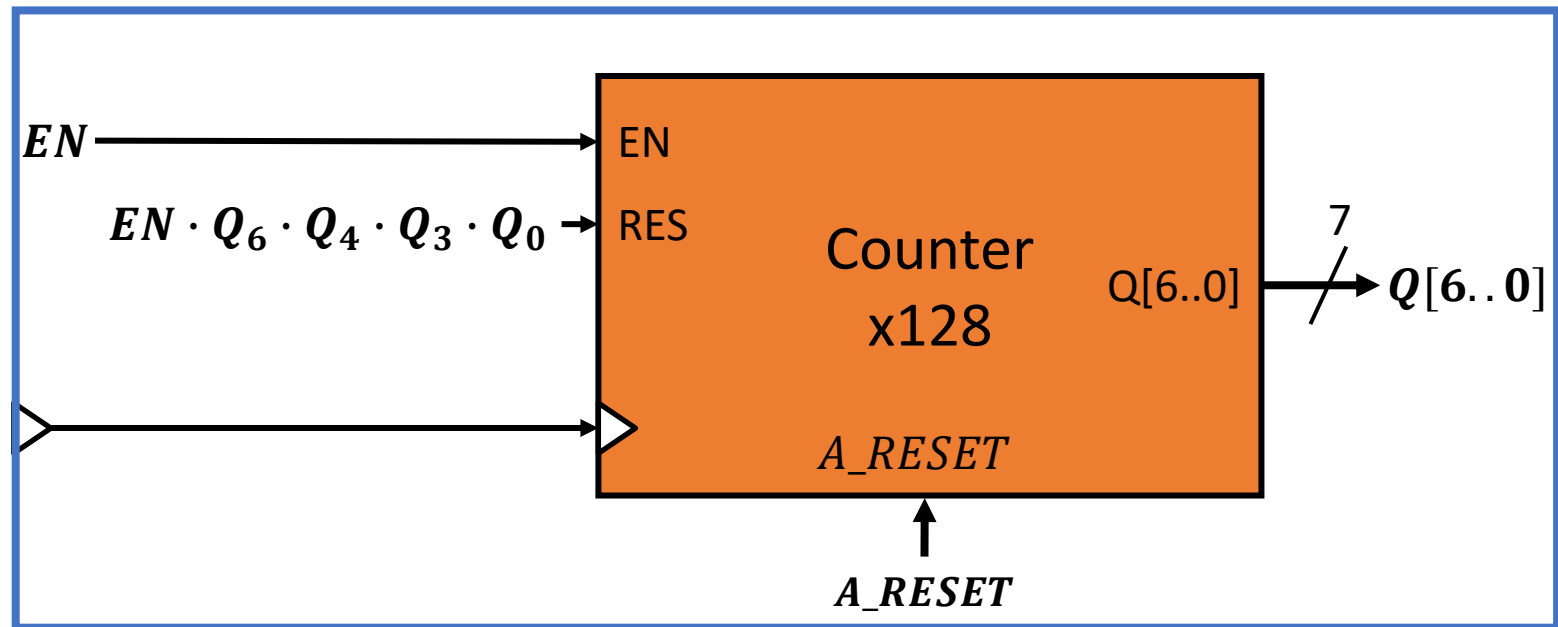 EN
EN
EN · Q₆ · Q₄ · Q₃ · Q₀
RES
Counter
x128
7
Q[6..0]
Q[6..0]
A_RESET
A_RESET